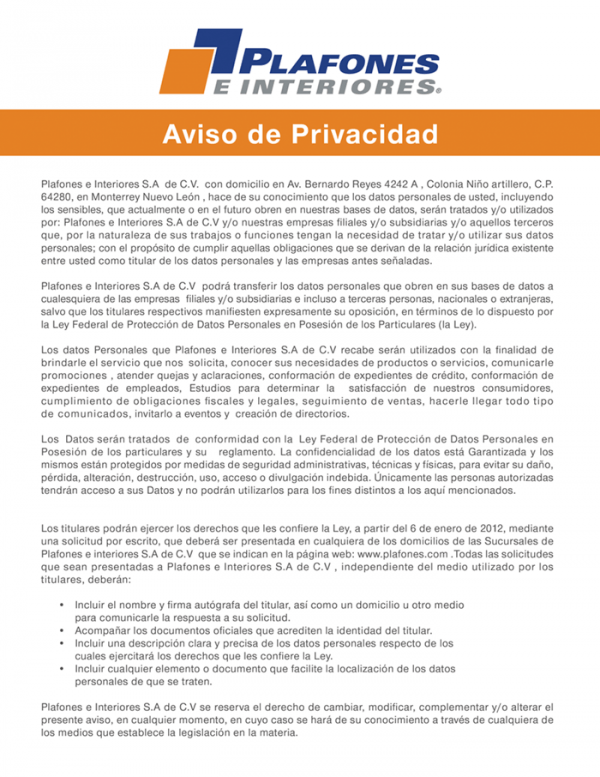 PLAFONES
E INTERIORES®
Aviso de Privacidad
Plafones e Interiores S.A de C.V. con domicilio en Av. Bernardo Reyes 4242 A , Colonia Niño artillero, C.P.
64280, en Monterrey Nuevo León , hace de su conocimiento que los datos personales de usted, incluyendo
los sensibles, que actualmente o en el futuro obren en nuestras bases de datos, serán tratados y/o utilizados
por: Plafones e Interiores S.A de C.V y/o nuestras empresas filiales y/o subsidiarias y/o aquellos terceros
que, por la naturaleza de sus trabajos o funciones tengan la necesidad de tratar y/o utilizar sus datos
personales; con el propósito de cumplir aquellas obligaciones que se derivan de la relación jurídica existente
entre usted como titular de los datos personales y las empresas antes señaladas.
Plafones e Interiores S.A de C.V podrá transferir los datos personales que obren en sus bases de datos a
cualesquiera de las empresas filiales y/o subsidiarias e incluso a terceras personas, nacionales o extranjeras,
salvo que los titulares respectivos manifiesten expresamente su oposición, en términos de lo dispuesto por
la Ley Federal de Protección de Datos Personales en Posesión de los Particulares (la Ley).
Los datos Personales que Plafones e Interiores S.A de C.V recabe serán utilizados con la finalidad de
brindarle el servicio que nos solicita, conocer sus necesidades de productos o servicios, comunicarle
promociones , atender quejas y aclaraciones, conformación de expedientes de crédito, conformación de
expedientes de empleados, Estudios para determinar la satisfacción de nuestros consumidores,
cumplimiento de obligaciones fiscales y legales, seguimiento de ventas, hacerle llegar todo tipo
de comunicados, invitarlo a eventos y creación de directorios.
Los Datos serán tratados de conformidad con la Ley Federal de Protección de Datos Personales en
Posesión de los particulares y su reglamento. La confidencialidad de los datos está Garantizada y los
mismos están protegidos por medidas de seguridad administrativas, técnicas y físicas, para evitar su daño,
pérdida, alteración, destrucción, uso, acceso o divulgación indebida. Únicamente las personas autorizadas
tendrán acceso a sus Datos y no podrán utilizarlos para los fines distintos a los aquí mencionados.
Los titulares podrán ejercer los derechos que les confiere la Ley, a partir del 6 de enero de 2012, mediante
una solicitud por escrito, que deberá ser presentada en cualquiera de los domicilios de las Sucursales de
Plafones e interiores S.A de C.V que se indican en la página web: www.plafones.com .Todas las solicitudes
que sean presentadas a Plafones e Interiores S.A de C.V , independiente del medio utilizado por los
titulares, deberán:
• Incluir el nombre y firma autógrafa del titular, así como un domicilio u otro medio
para comunicarle la respuesta a su solicitud.
• Acompañar los documentos oficiales que acrediten la identidad del titular.
• Incluir una descripción clara y precisa de los datos personales respecto de los
cuales ejercitará los derechos que les confiere la Ley.
• Incluir cualquier elemento o documento que facilite la localización de los datos
personales de que se traten.
Plafones e Interiores S.A de C.V se reserva el derecho de cambiar, modificar, complementar y/o alterar el
presente aviso, en cualquier momento, en cuyo caso se hará de su conocimiento a través de cualquiera de
los medios que establece la legislación en la materia.